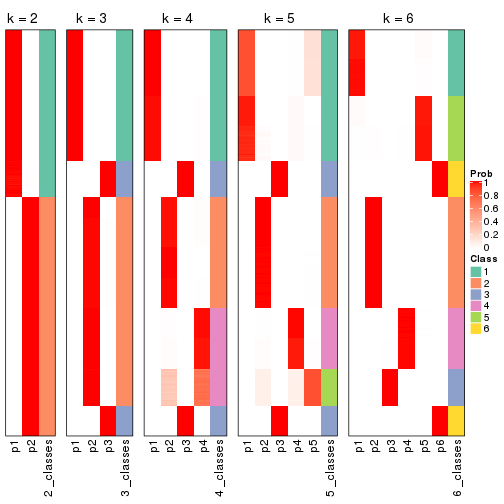 k = 2
k = 3
k = 4
k = 5
k = 6
Prob
1
0.8
0.6
0.4
0.2
0
Class
1
2
3
4
5
6
p1
p2
2_classes
p1
p2
p3
3_classes
p1
p2
p3
p4
4_classes
p1
p2
p3
p4
p5
5_classes
p1
p2
p3
p4
p5
p6
6_classes